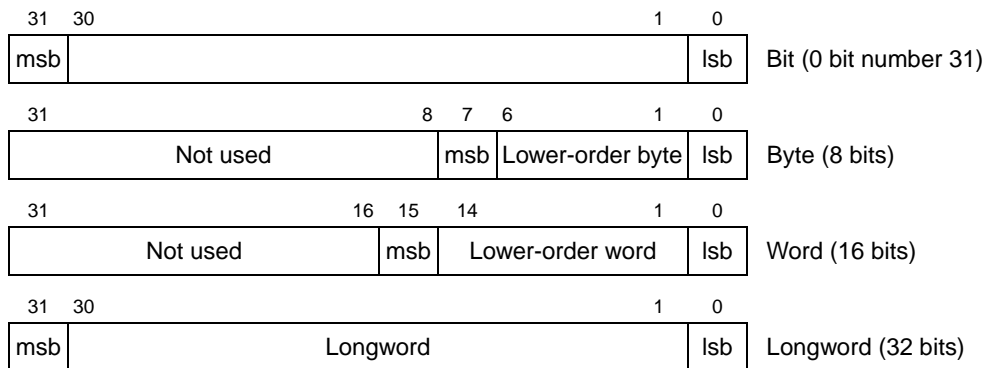 31 30 1 0
msb lsb Bit (0 bit number 31)
31 8 7 6 1 0
Not used msb Lower-order byte lsb Byte (8 bits)
31 16 15 14 1 0
Not used msb Lower-order word lsb Word (16 bits)
31 30 1 0
msb Longword lsb Longword (32 bits)